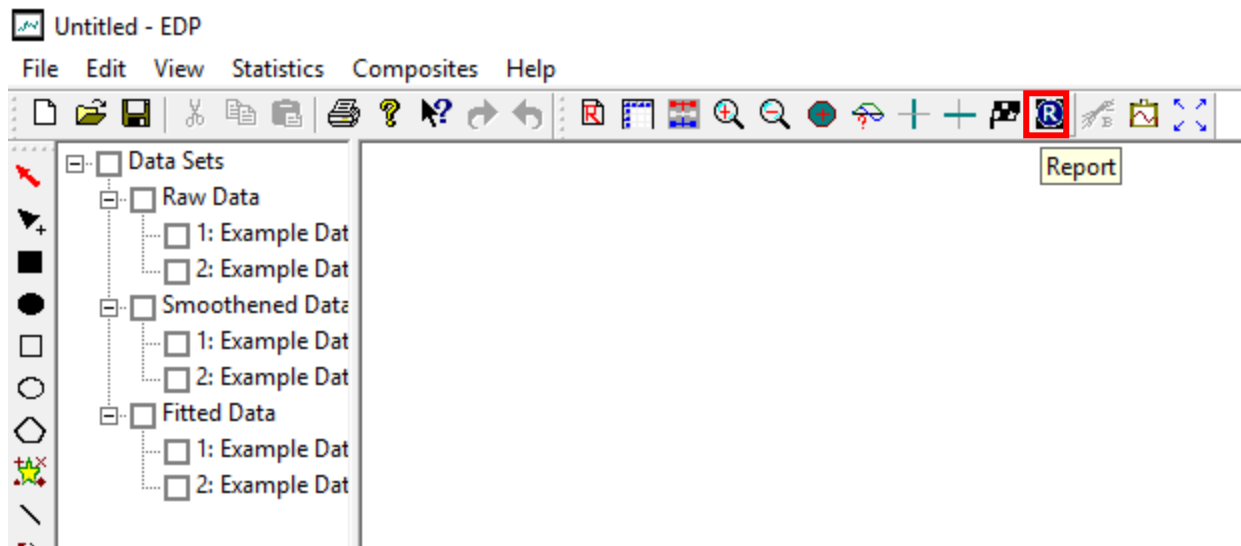 Untitled - EDP
File Edit View Statistics Composites Help
Report
Data Sets
Raw Data
1: Example Dat
2: Example Dat
Smoothened Data
1: Example Dat
2: Example Dat
Fitted Data
1: Example Dat
2: Example Dat